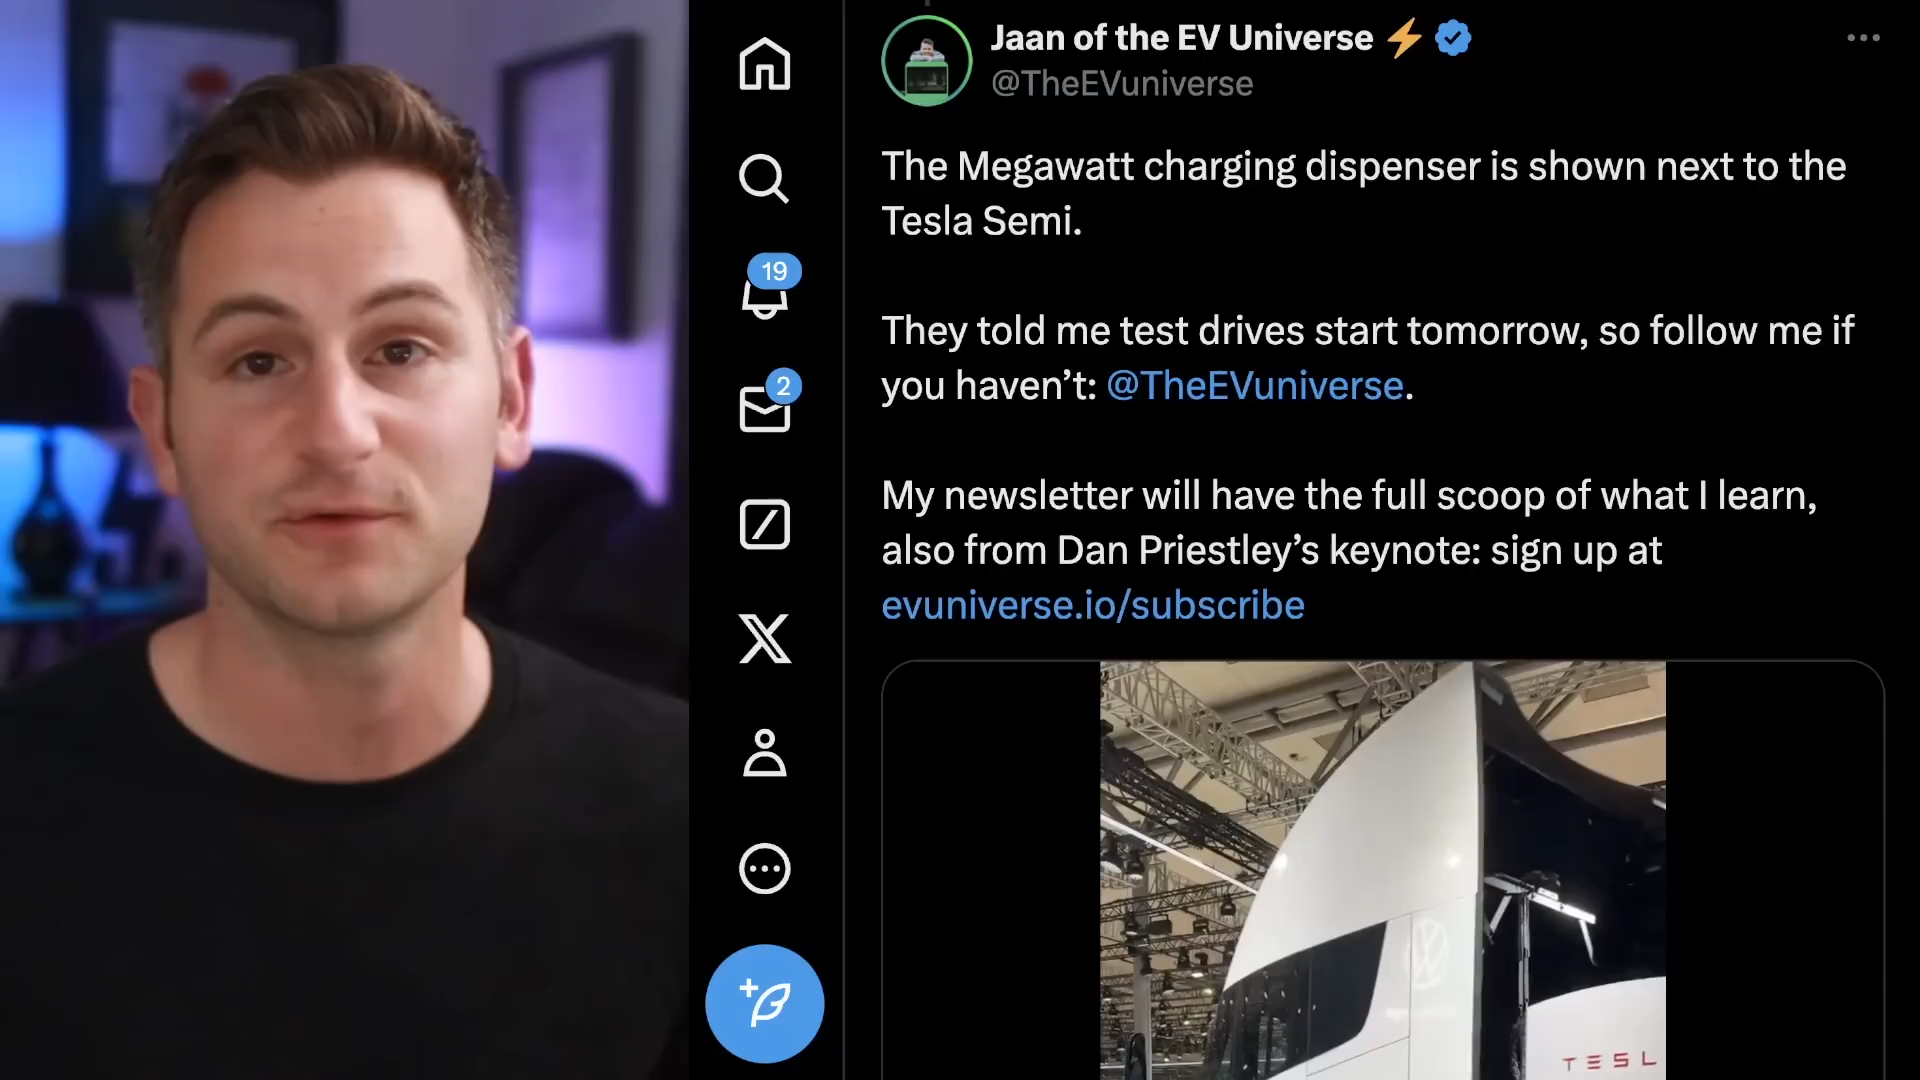 Jaan of the EV Universe
@TheEVuniverse
The Megawatt charging dispenser is shown next to the
Tesla Semi.
They told me test drives start tomorrow, so follow me if
you haven’t: @TheEVuniverse.
My newsletter will have the full scoop of what I learn,
also from Dan Priestley’s keynote: sign up at
evuniverse.io/subscribe
19
2
TESL